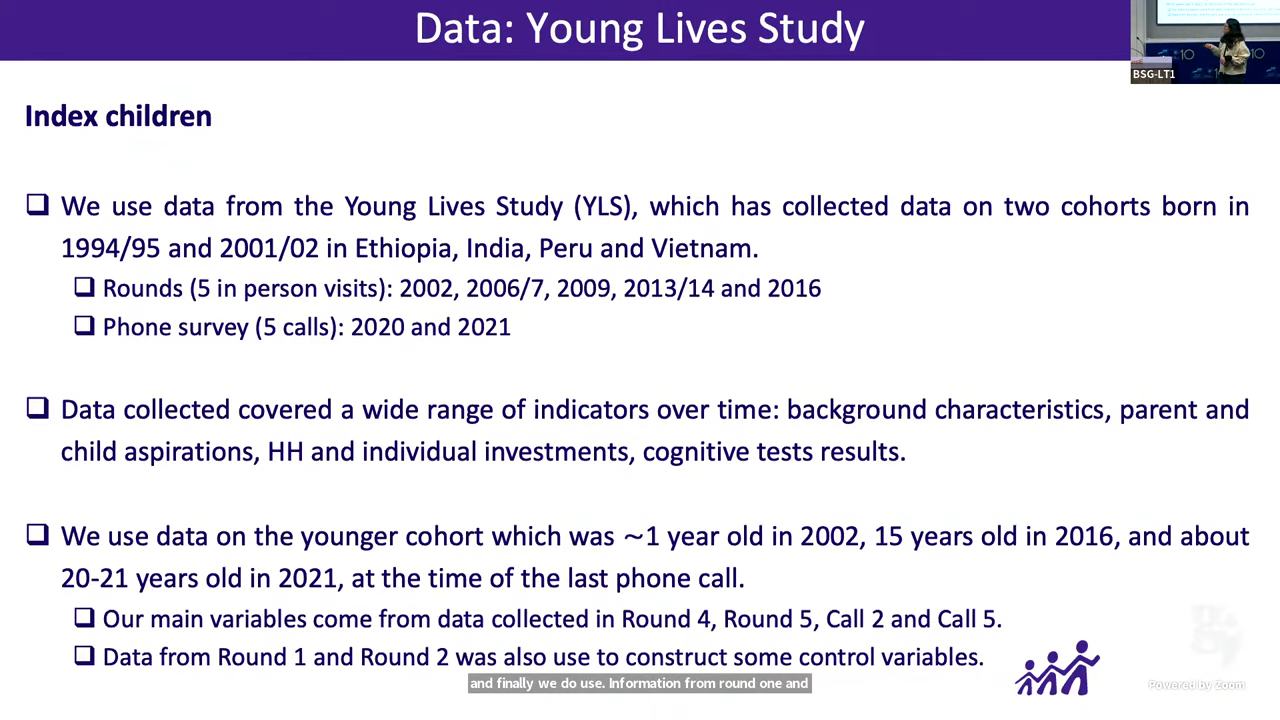 Data: Young Lives Study
BSG-LT1
Index children
We use data from the Young Lives Study (YLS), which has collected data on two cohorts born in
1994/95 and 2001/02 in Ethiopia, India, Peru and Vietnam.
Rounds (5 in person visits): 2002, 2006/7, 2009, 2013/14 and 2016
Phone survey (5 calls): 2020 and 2021
Data collected covered a wide range of indicators over time: background characteristics, parent and
child aspirations, HH and individual investments, cognitive tests results.
We use data on the younger cohort which was ~1 year old in 2002, 15 years old in 2016, and about
20-21 years old in 2021, at the time of the last phone call.
Our main variables come from data collected in Round 4, Round 5, Call 2 and Call 5.
Data from Round 1 and Round 2 was also use to construct some control variables.
and finally we do use. Information from round one and
Powered by Zoom